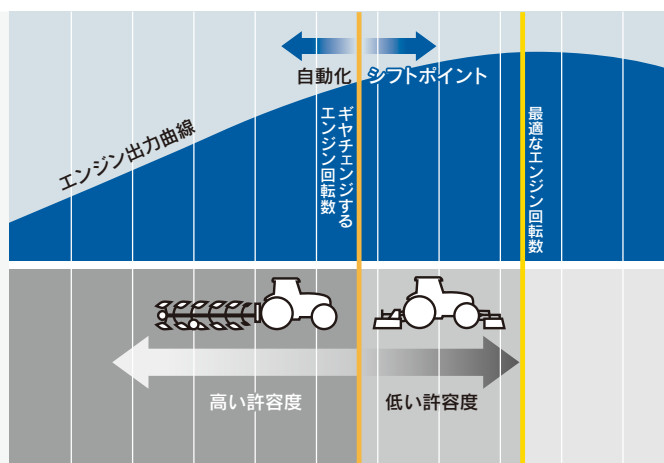 自動化 シフトポイント
エンジン出力曲線
ギヤチェンジする
エンジン回転数
最適なエンジン回転数
高い許容度
低い許容度